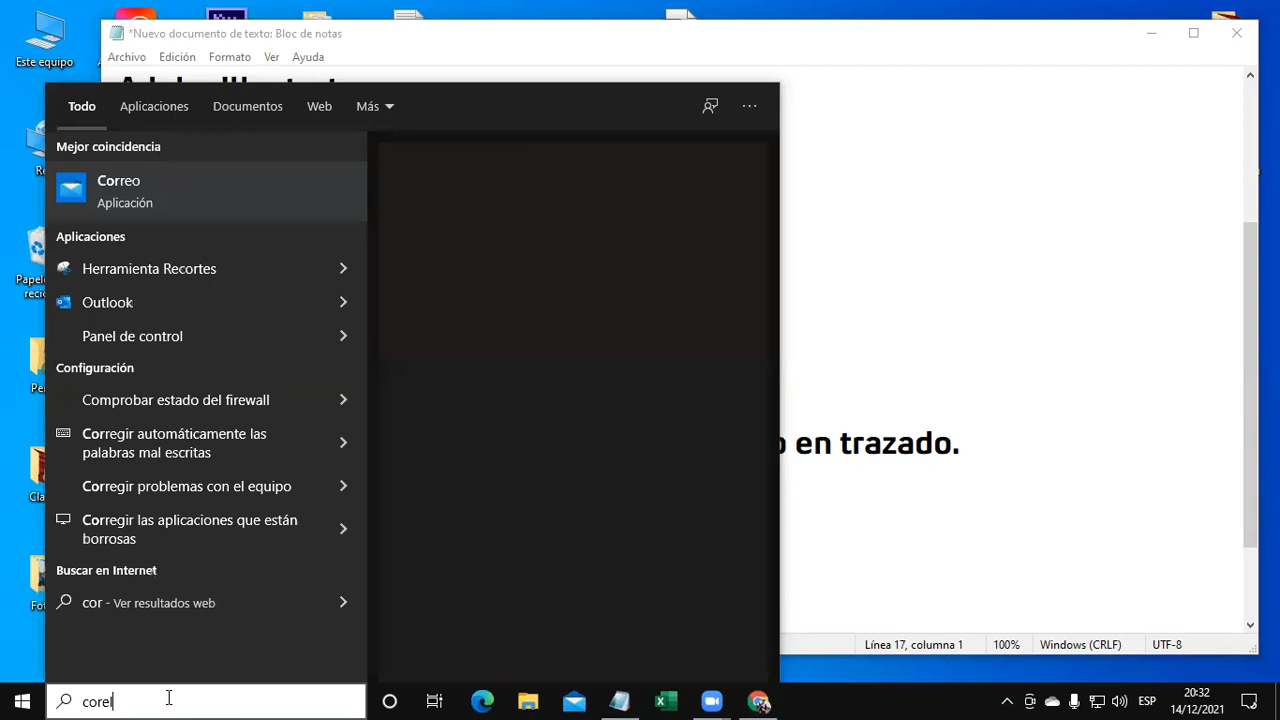 Este equipo
*Nuevo documento de texto: Bloc de notas
Archivo Edición Formato Ver Ayuda
Todo Aplicaciones Documentos Web Más
Mejor coincidencia
Correo
Aplicación
Aplicaciones
Herramienta Recortes
Outlook
Panel de control
Configuración
Comprobar estado del firewall
Corregir automáticamente las
palabras mal escritas
Corregir problemas con el equipo
Corregir las aplicaciones que están
borrosas
Buscar en Internet
cor - Ver resultados web
en trazado.
Línea 17, columna 1 100% Windows (CRLF) UTF-8
corel
ESP
20:32
14/12/2021